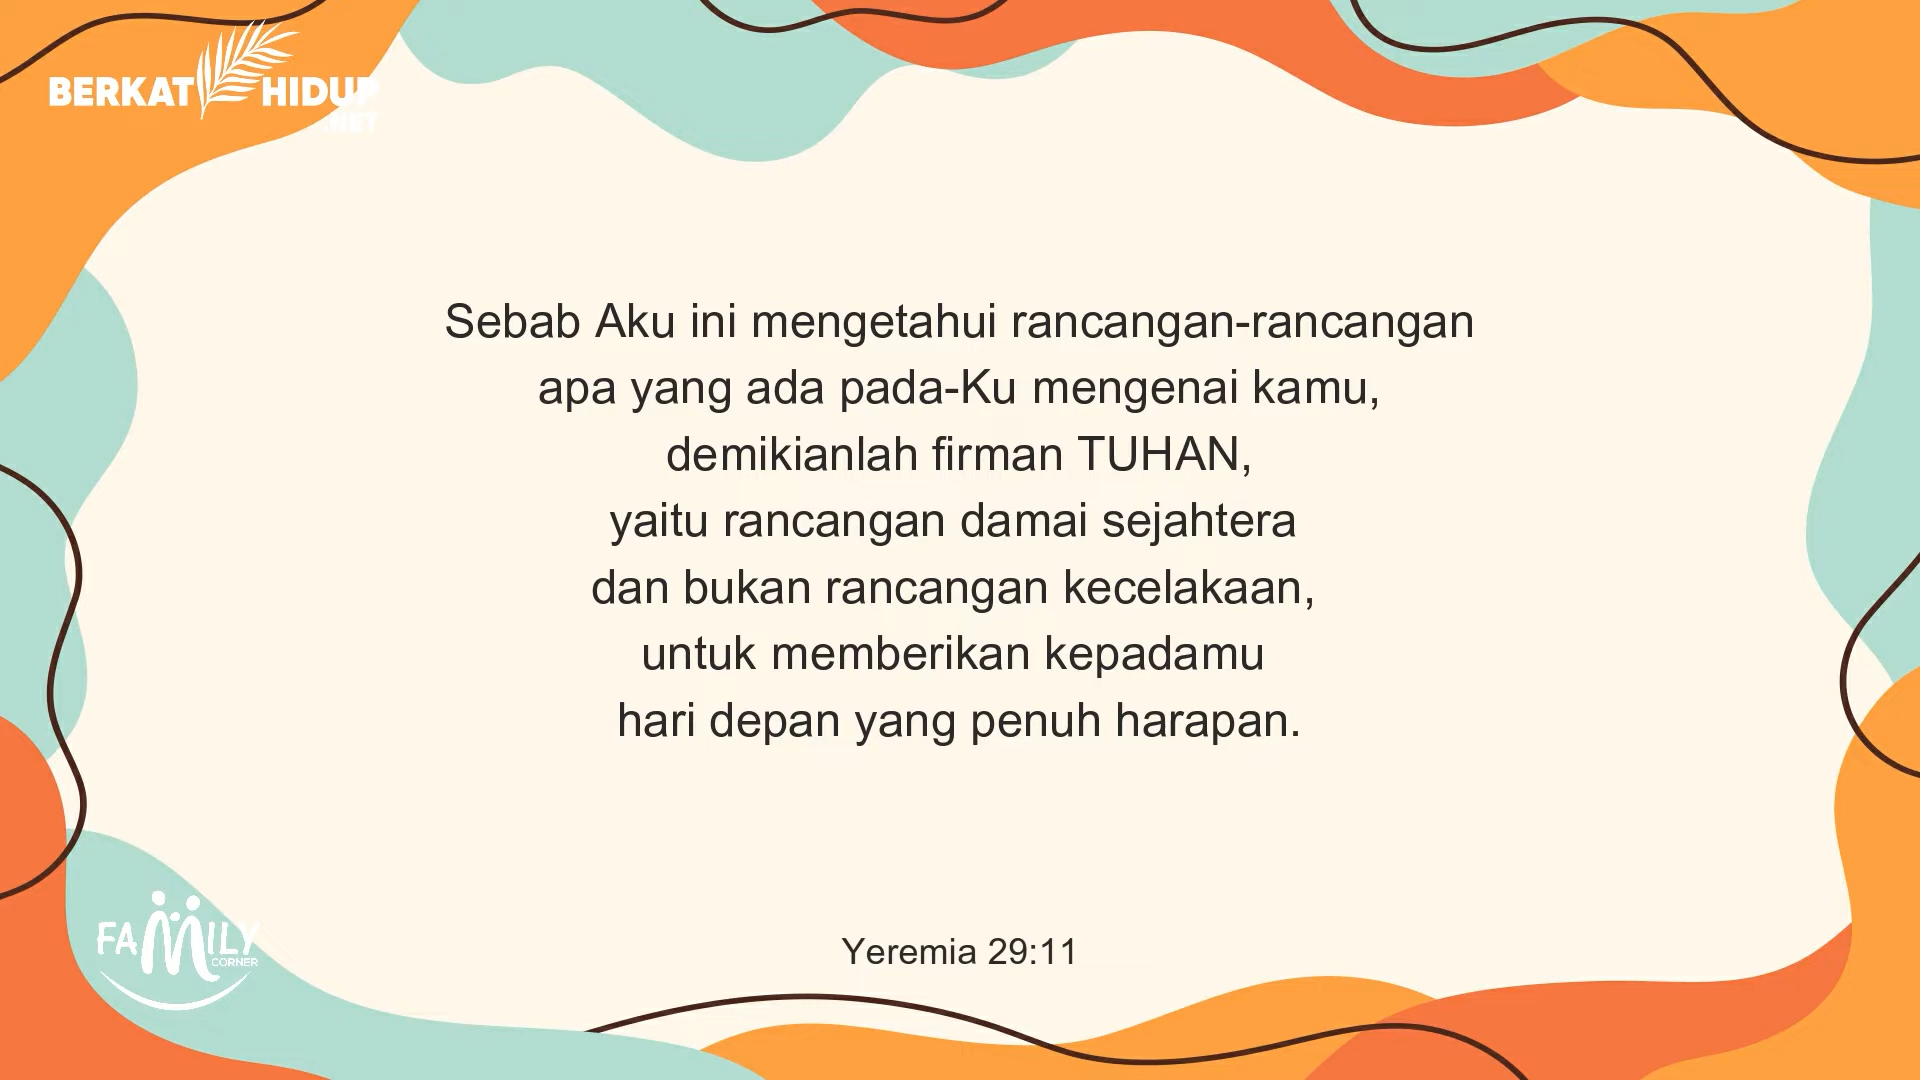 BERKAT HIDUP
.NET
Sebab Aku ini mengetahui rancangan-rancangan
apa yang ada pada-Ku mengenai kamu,
demikianlah firman TUHAN,
yaitu rancangan damai sejahtera
dan bukan rancangan kecelakaan,
untuk memberikan kepadamu
hari depan yang penuh harapan.
FAMILY
CORNER
Yeremia 29:11